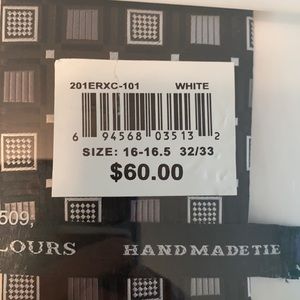 201ERXC-101 WHITE
6 94568 03513 2
SIZE: 16-16.5 32/33
$60.00
509,
LOURS HANDMADETIE